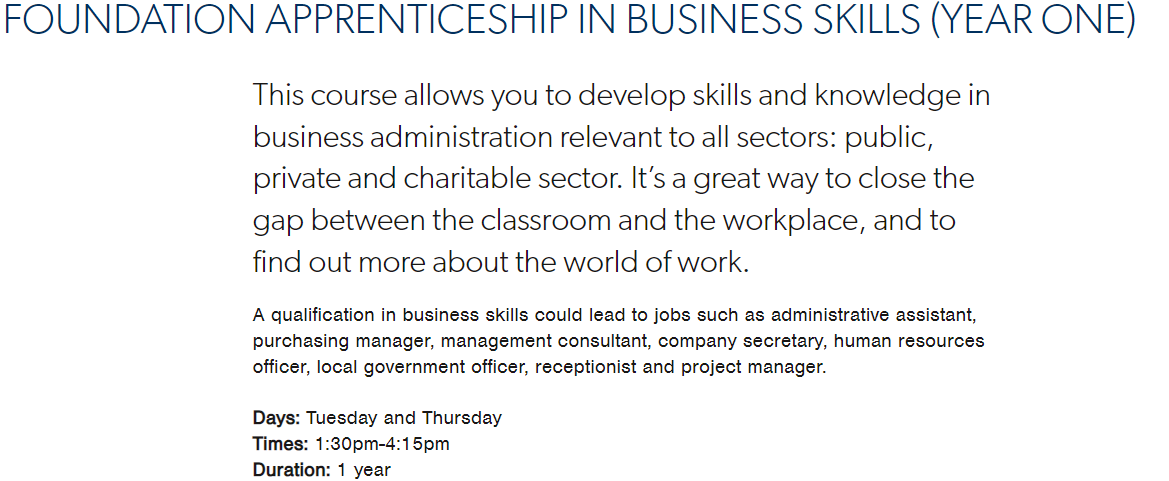 FOUNDATION APPRENTICESHIP IN BUSINESS SKILLS (YEAR ONE)
This course allows you to develop skills and knowledge in
business administration relevant to all sectors: public,
private and charitable sector. It’s a great way to close the
gap between the classroom and the workplace, and to
find out more about the world of work.
A qualification in business skills could lead to jobs such as administrative assistant,
purchasing manager, management consultant, company secretary, human resources
officer, local government officer, receptionist and project manager.
Days: Tuesday and Thursday
Times: 1:30pm-4:15pm
Duration: 1 year